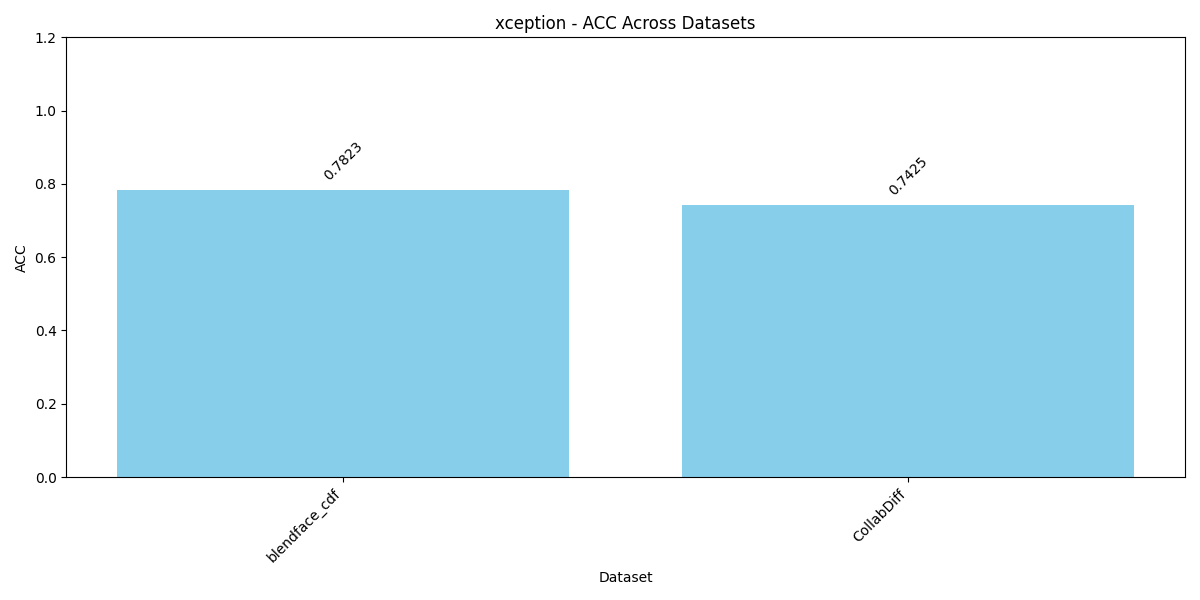 xception - ACC Across Datasets
1.2
1.0
0.8
0.6
0.4
0.2
0.0
ACC
0.7823
0.7425
blendface_cdf
CollabDiff
Dataset